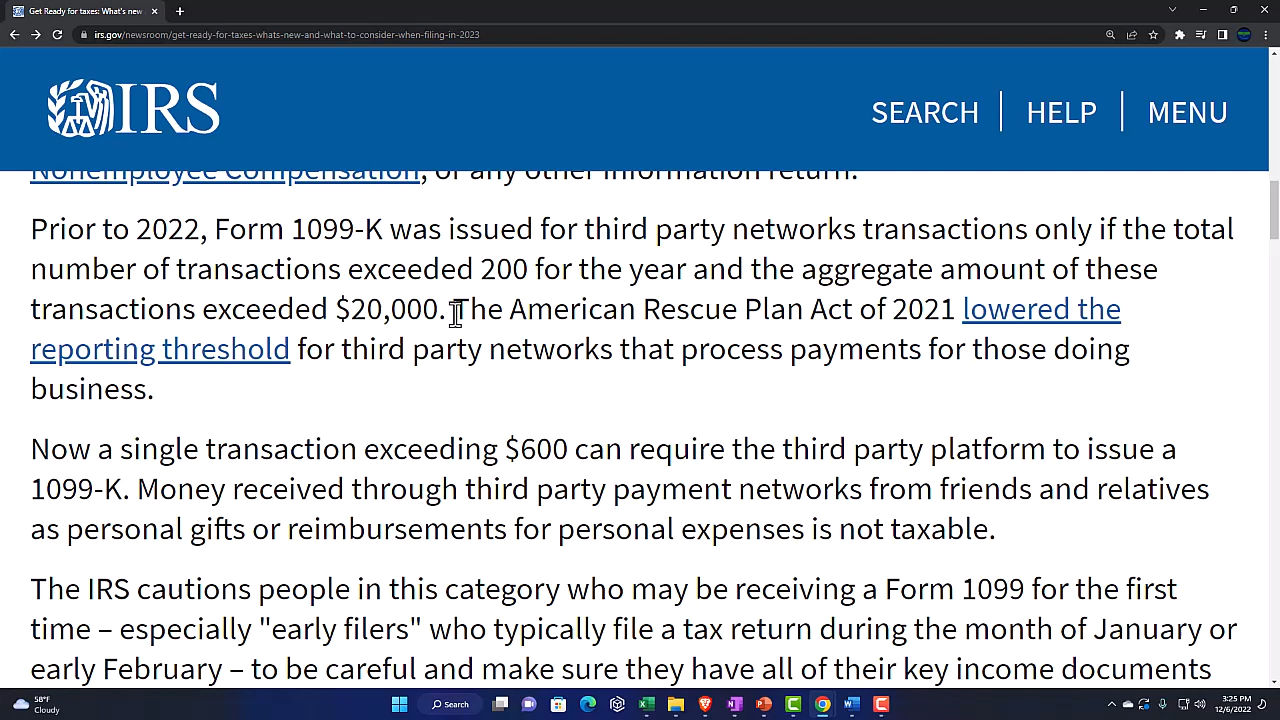 Get Ready for taxes: What's new
irs.gov/newsroom/get-ready-for-taxes-whats-new-and-what-to-consider-when-filing-in-2023
IRS
SEARCH
HELP
MENU
Nonemployee Compensation, or any other information return.
Prior to 2022, Form 1099-K was issued for third party networks transactions only if the total
number of transactions exceeded 200 for the year and the aggregate amount of these
transactions exceeded $20,000. The American Rescue Plan Act of 2021 lowered the
reporting threshold for third party networks that process payments for those doing
business.
Now a single transaction exceeding $600 can require the third party platform to issue a
1099-K. Money received through third party payment networks from friends and relatives
as personal gifts or reimbursements for personal expenses is not taxable.
The IRS cautions people in this category who may be receiving a Form 1099 for the first
time – especially "early filers" who typically file a tax return during the month of January or
early February – to be careful and make sure they have all of their key income documents
58°F
Cloudy
Search
3:25 PM
12/6/2022